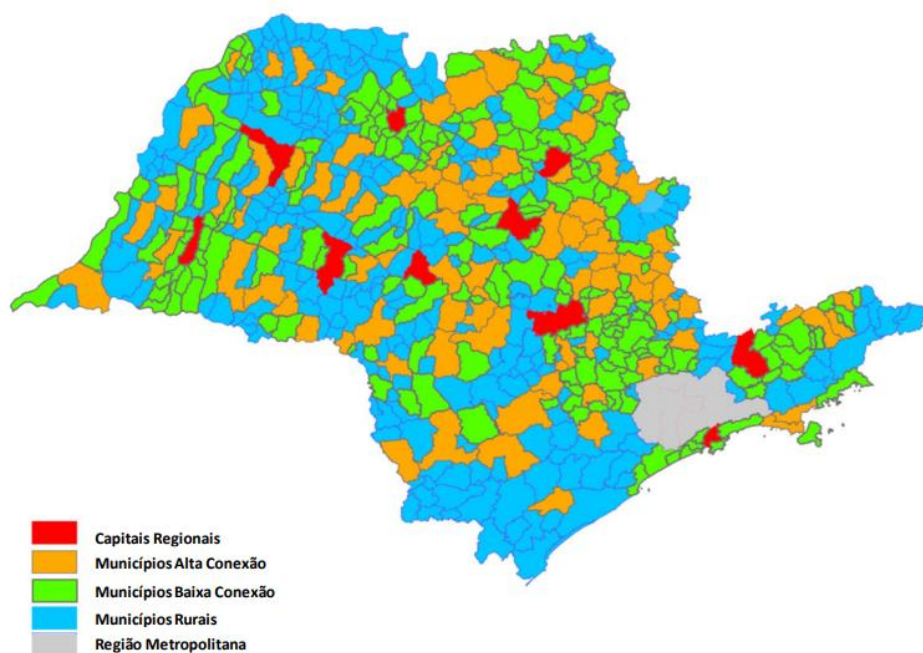 Capitais Regionais
Municípios Alta Conexão
Municípios Baixa Conexão
Municípios Rurais
Região Metropolitana